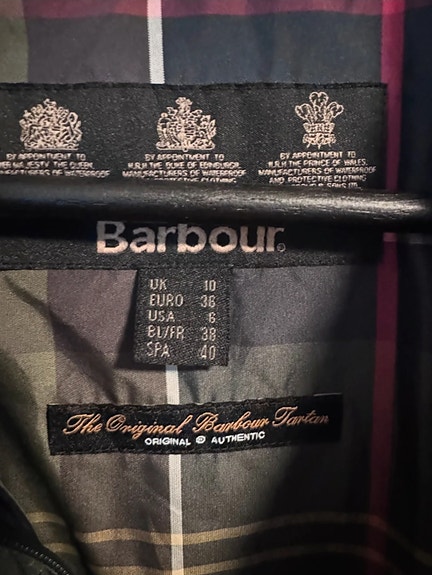 BY APPOINTMENT TO
H.M. THE QUEEN.
MANUFACTURERS OF WATERPROOF
BY APPOINTMENT TO
H.R.H. THE DUKE OF EDINBURGH
MANUFACTURERS OF WATERPROOF
BY APPOINTMENT TO
H.R.H. THE PRINCE OF WALES.
MANUFACTURERS OF WATERPROOF
AND PROTECTIVE CLOTHING
Barbour®
UK 10
EURO 36
USA 6
BL/FR 38
SPA 40
The Original Barbour Tartan
ORIGINAL & AUTHENTIC